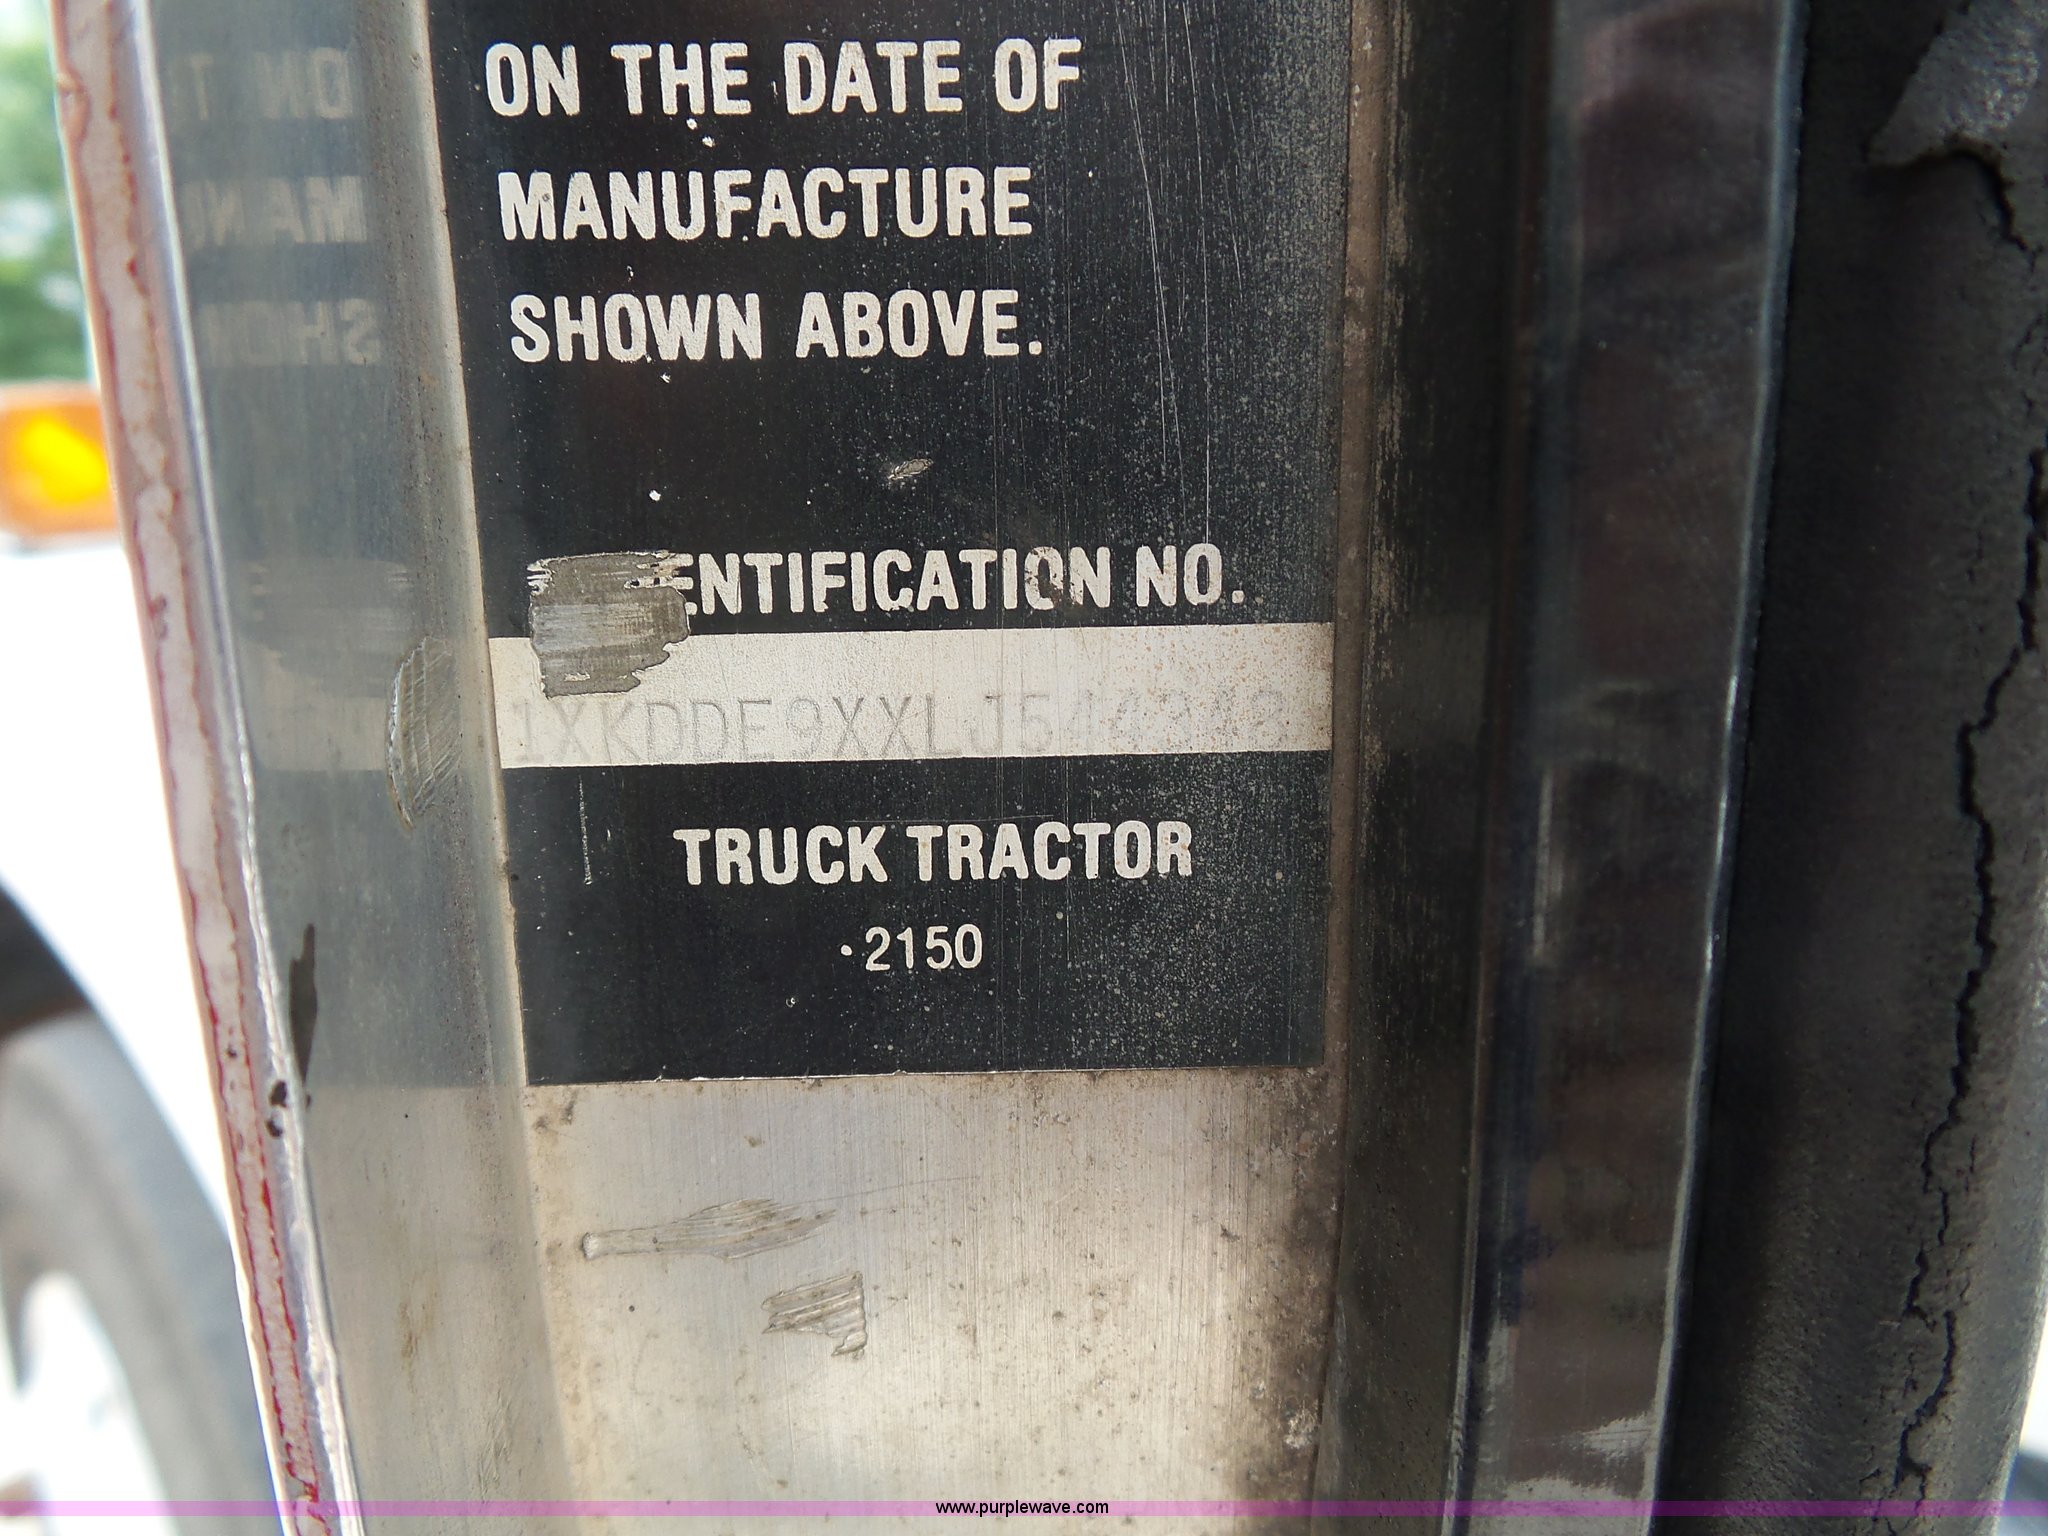 ON THE DATE OF
MANUFACTURE
SHOWN ABOVE.
ENTIFICATION NO.
TRUCK TRACTOR
·2150
www.purplewave.com